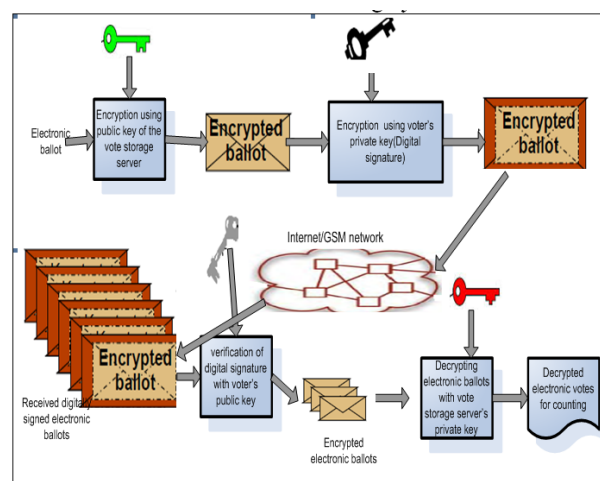 Electronic
ballot
Encryption using
public key of the
vote storage
server
Encrypted
ballot
Encryption using voter's
private key(Digital
signature)
Encrypted
ballot
Internet/GSM network
Encrypted
ballot
Received digitally
signed electronic
ballots
verification of
digital signature
with voter's
public key
Encrypted
electronic ballots
Decrypting
electronic ballots
with vote
storage server's
private key
Decrypted
electronic votes
for counting